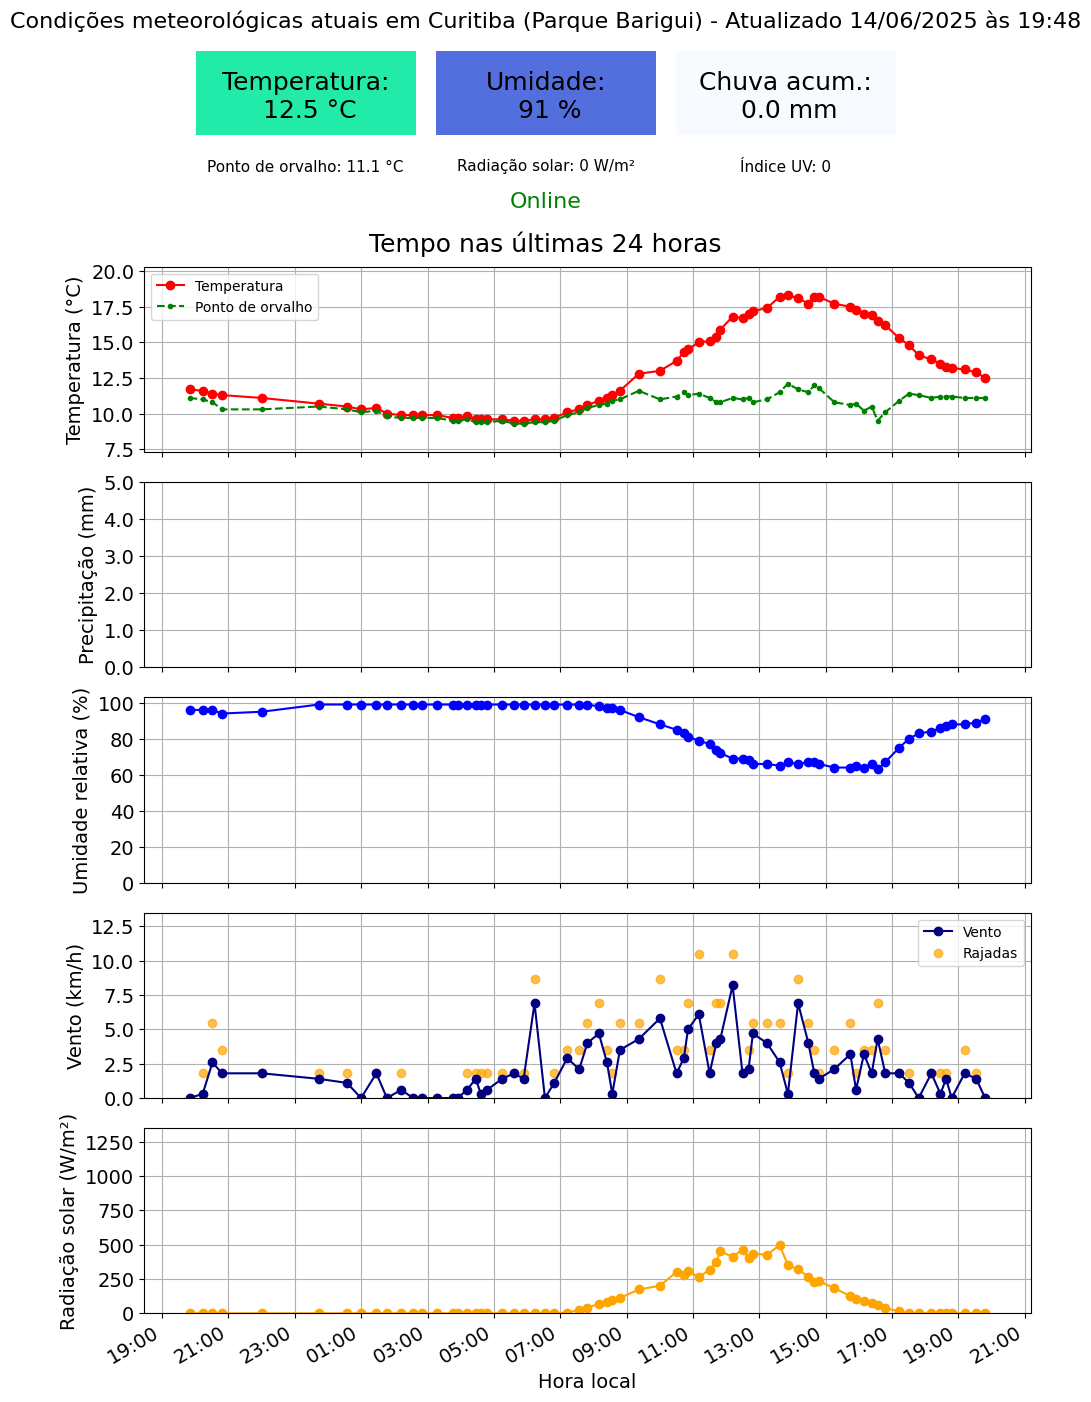 Condições meteorológicas atuais em Curitiba (Parque Barigui) - Atualizado 14/06/2025 às 19:48
Temperatura:
12.5 °C
Umidade:
91 %
Chuva acum.:
0.0 mm
Ponto de orvalho: 11.1 °C
Radiação solar: 0 W/m²
Índice UV: 0
Online
Tempo nas últimas 24 horas
Temperatura (°C)
20.0
17.5
15.0
12.5
10.0
7.5
Temperatura
Ponto de orvalho
Precipitação (mm)
5.0
4.0
3.0
2.0
1.0
0.0
Umidade relativa (%)
100
80
60
40
20
0
Vento (km/h)
12.5
10.0
7.5
5.0
2.5
0.0
Vento
Rajadas
Radiação solar (W/m²)
1250
1000
750
500
250
0
19:00
21:00
23:00
01:00
03:00
05:00
07:00
09:00
11:00
13:00
15:00
17:00
19:00
21:00
Hora local